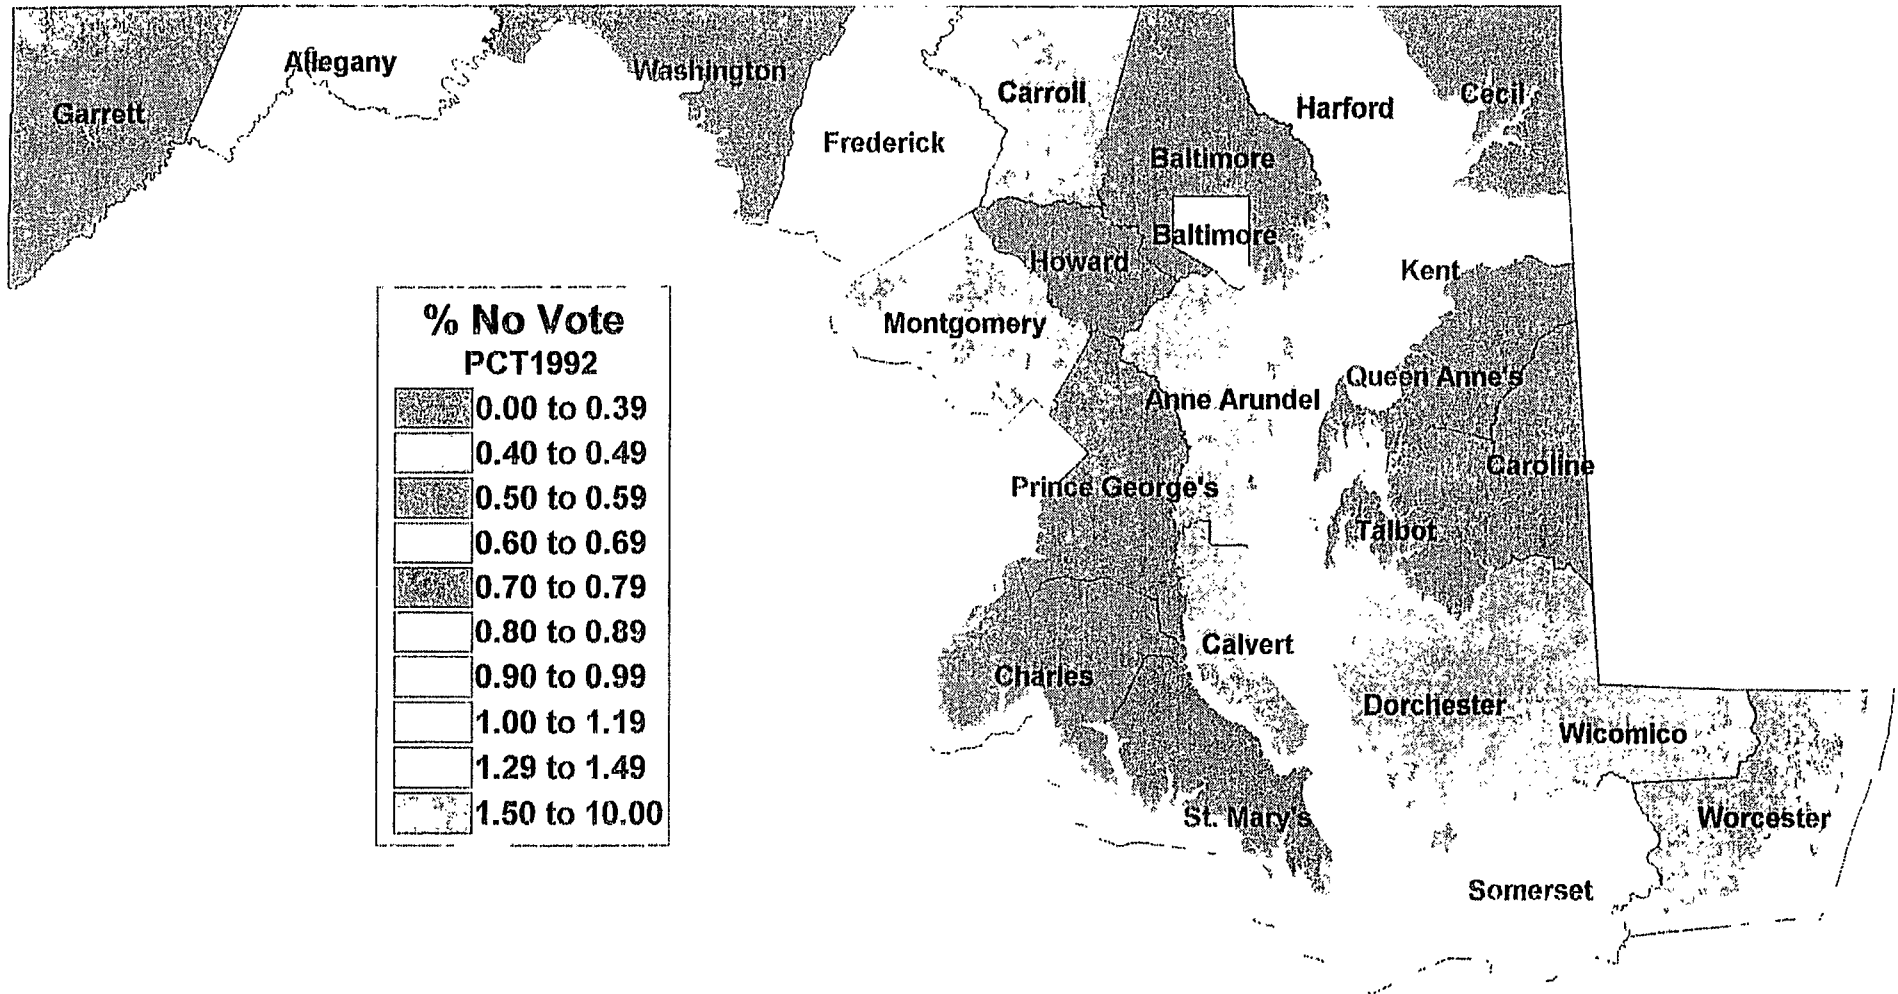 Allegany
Washington
Garrett
Carroll
Harford
Cecil
Frederick
Baltimore
Baltimore
Howard
Kent
Montgomery
Queen Anne's
Anne Arundel
Caroline
Prince George's
Talbot
Calvert
Charles
Dorchester
Wicomico
St. Mary's
Worcester
Somerset
% No Vote
PCT1992
0.00 to 0.39
0.40 to 0.49
0.50 to 0.59
0.60 to 0.69
0.70 to 0.79
0.80 to 0.89
0.90 to 0.99
1.00 to 1.19
1.29 to 1.49
1.50 to 10.00